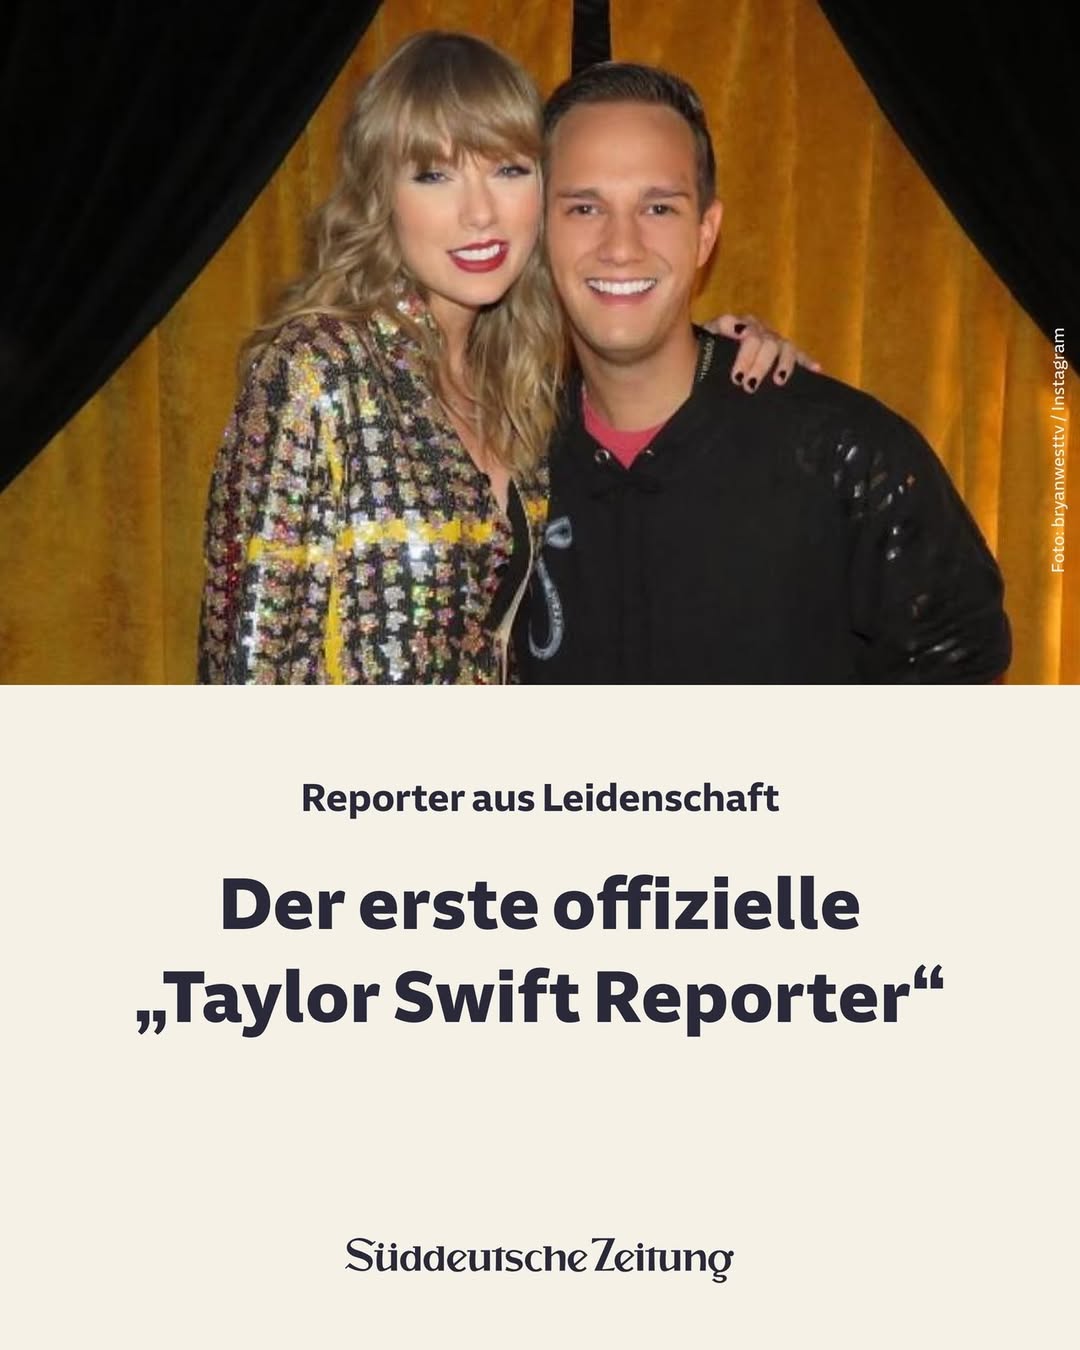 Foto: bryanwesttv / Instagram
Reporter aus Leidenschaft
Der erste offizielle
„Taylor Swift Reporter“
Süddeutsche Zeitung